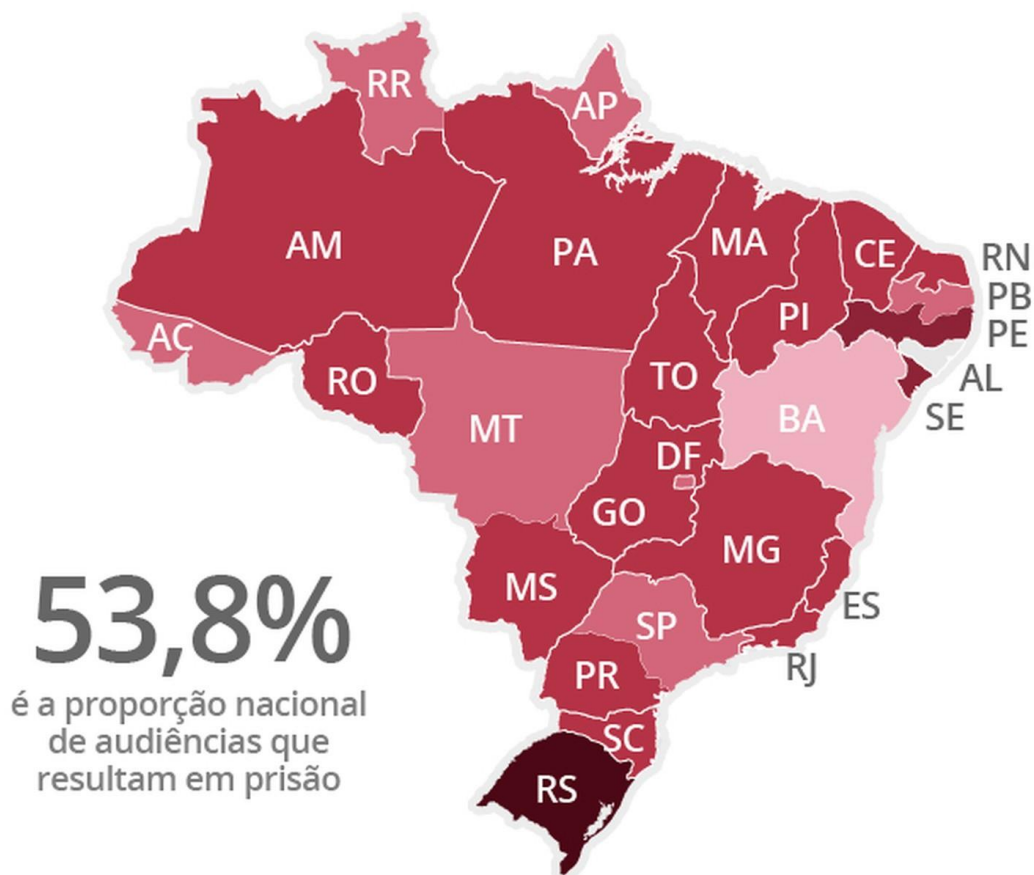 RR
AP
AM
PA
MA
CE
RN
PB
PE
PI
AC
RO
TO
AL
SE
MT
BA
DF
GO
MG
MS
ES
SP
RJ
PR
SC
RS
53,8%
é a proporção nacional
de audiências que
resultam em prisão